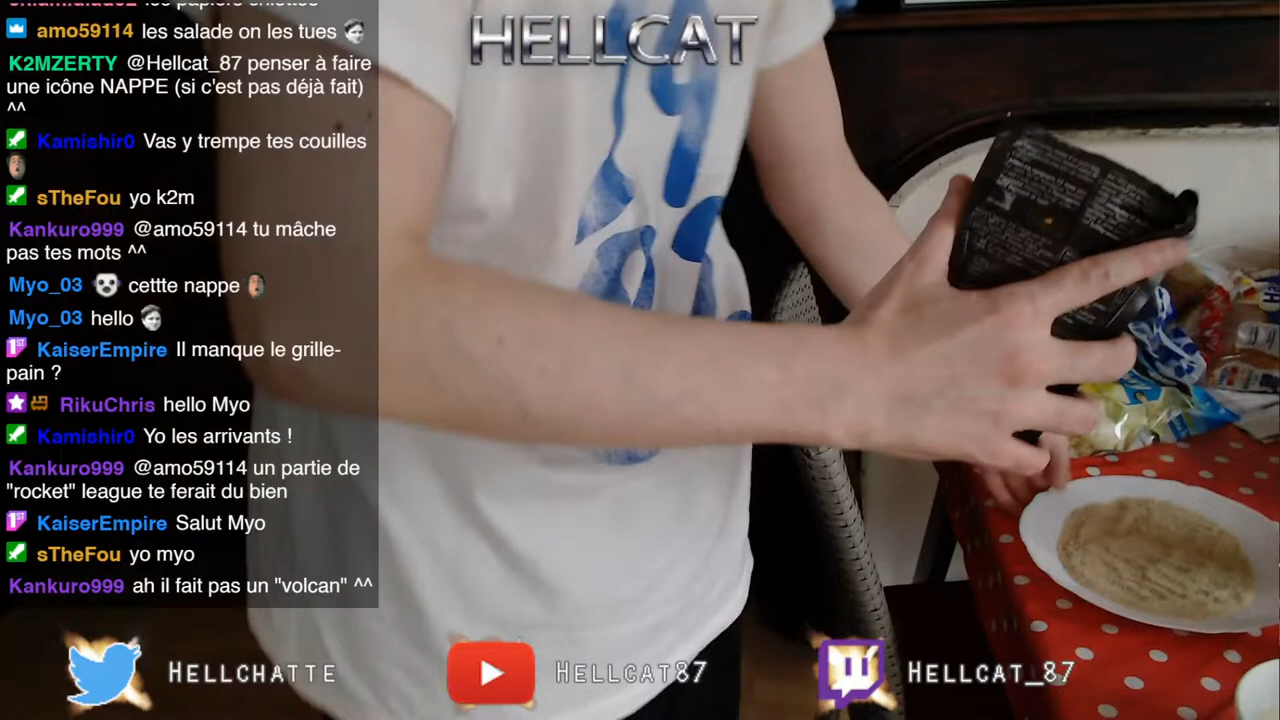 HELLCAT
amo59114 les salade on les tues
K2MZERTY @Hellcat_87 penser à faire
une icône NAPPE (si c'est pas déjà fait)
^^
Kamishir0 Vas y trempe tes couilles
sTheFou yo k2m
Kankuro999 @amo59114 tu mâche
pas tes mots ^^
Myo_03 cettte nappe
Myo_03 hello
1ST KaiserEmpire Il manque le grille-
pain ?
RikuChris hello Myo
Kamishir0 Yo les arrivants !
Kankuro999 @amo59114 un partie de
"rocket" league te ferait du bien
1ST KaiserEmpire Salut Myo
sTheFou yo myo
Kankuro999 ah il fait pas un "volcan" ^^
HELLCHATTE
HELLCAT87
HELLCAT_87